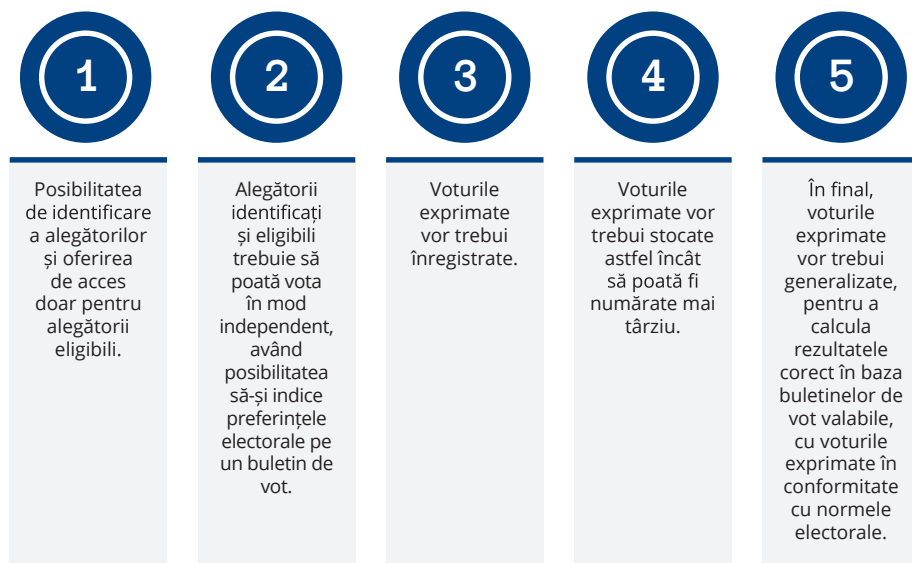 1
Posibilitatea
de identificare
a alegătorilor
și oferirea
de acces
doar pentru
alegătorii
eligibili.
2
Alegătorii
identificați
și eligibili
trebuie să
poată vota
în mod
independent,
având
posibilitatea
să-și indice
preferințele
electorale pe
un buletin de
vot.
3
Voturile
exprimate
vor trebui
înregistrate.
4
Voturile
exprimate vor
trebui stocate
astfel încât
să poată fi
numărate mai
târziu.
5
În final,
voturile
exprimate
vor trebui
generalizate,
pentru a
calcula
rezultatele
corect în baza
buletinelor de
vot valabile,
cu voturile
exprimate în
conformitate
cu normele
electorale.